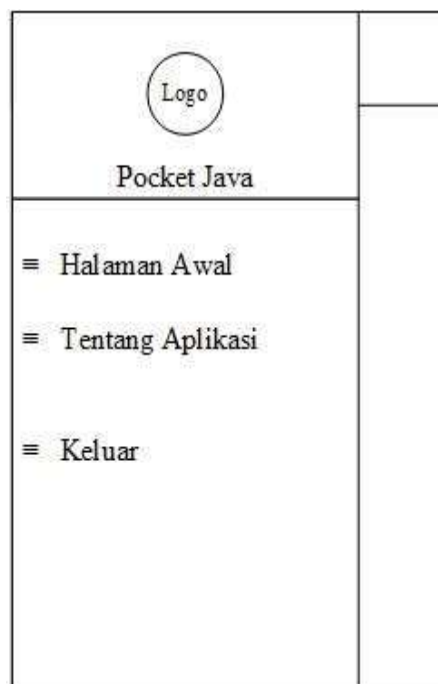 Logo
Pocket Java
≡ Halaman Awal
≡ Tentang Aplikasi
≡ Keluar